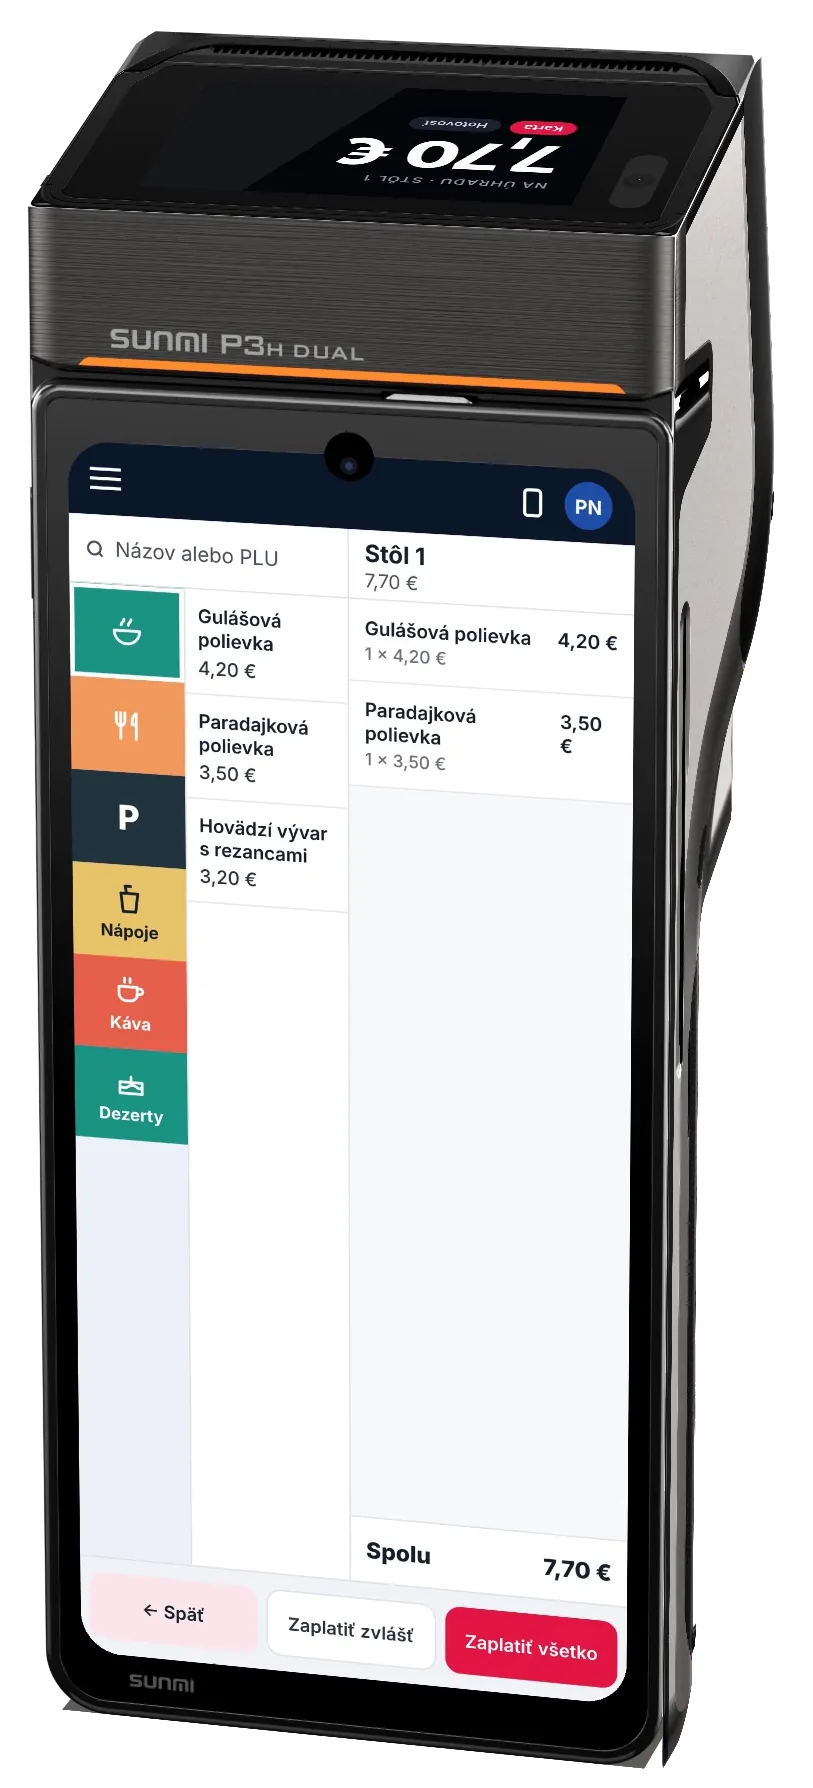 NA ÚHRADU · STÔL 1
7,70 €
Karta
Hotovosť
SUNMI P3H DUAL
PN
Názov alebo PLU
Stôl 1
7,70 €
Gulášová
polievka
4,20 €
Paradajková
polievka
3,50 €
Hovädzí vývar
s rezancami
3,20 €
P
Nápoje
Káva
Dezerty
Gulášová polievka
4,20 €
1 × 4,20 €
Paradajková
polievka
3,50
€
1 × 3,50 €
Spolu
7,70 €
← Späť
Zaplatiť zvlášť
Zaplatiť všetko
SUNMI